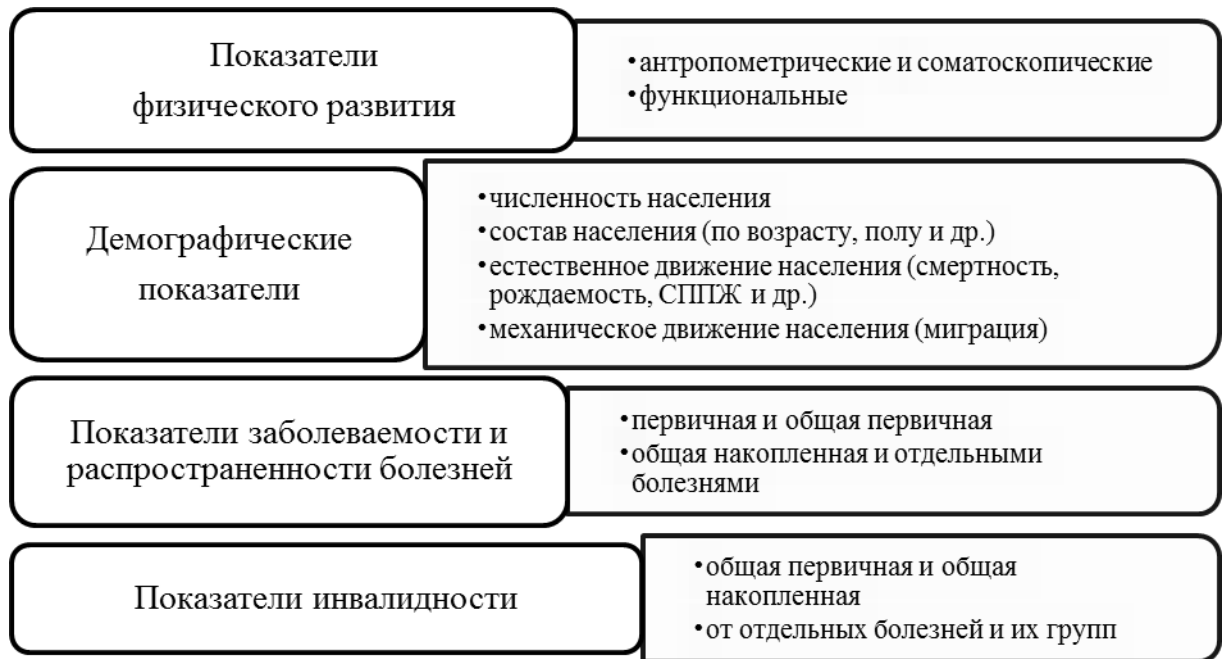 Показатели
физического развития
•антропометрические и соматоскопические
•функциональные
Демографические
показатели
•численность населения
•состав населения (по возрасту, полу и др.)
•естественное движение населения (смертность,
рождаемость, СППЖ и др.)
•механическое движение населения (миграция)
Показатели заболеваемости и
распространенности болезней
•первичная и общая первичная
•общая накопленная и отдельными
болезнями
Показатели инвалидности
•общая первичная и общая
накопленная
•от отдельных болезней и их групп